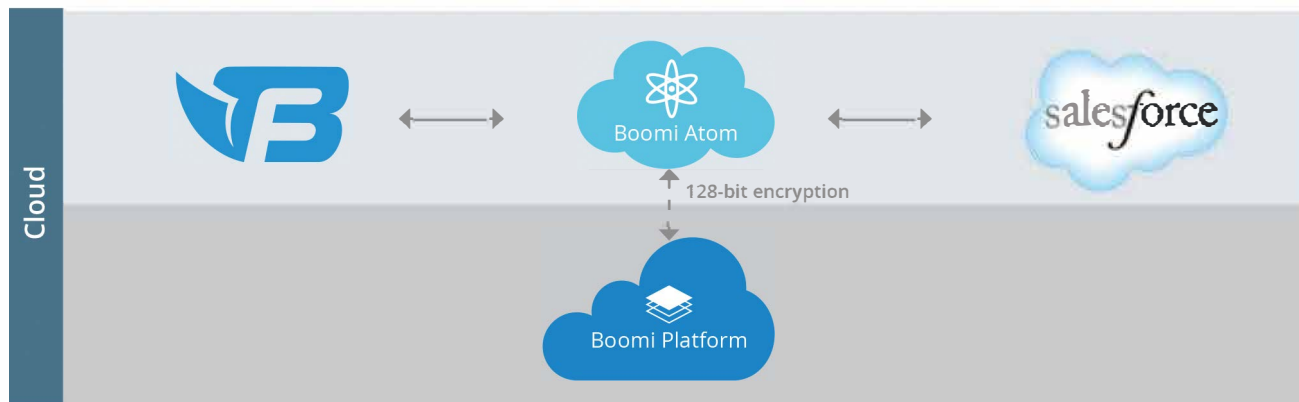 Cloud
Boomi Atom
salesforce
128-bit encryption
Boomi Platform